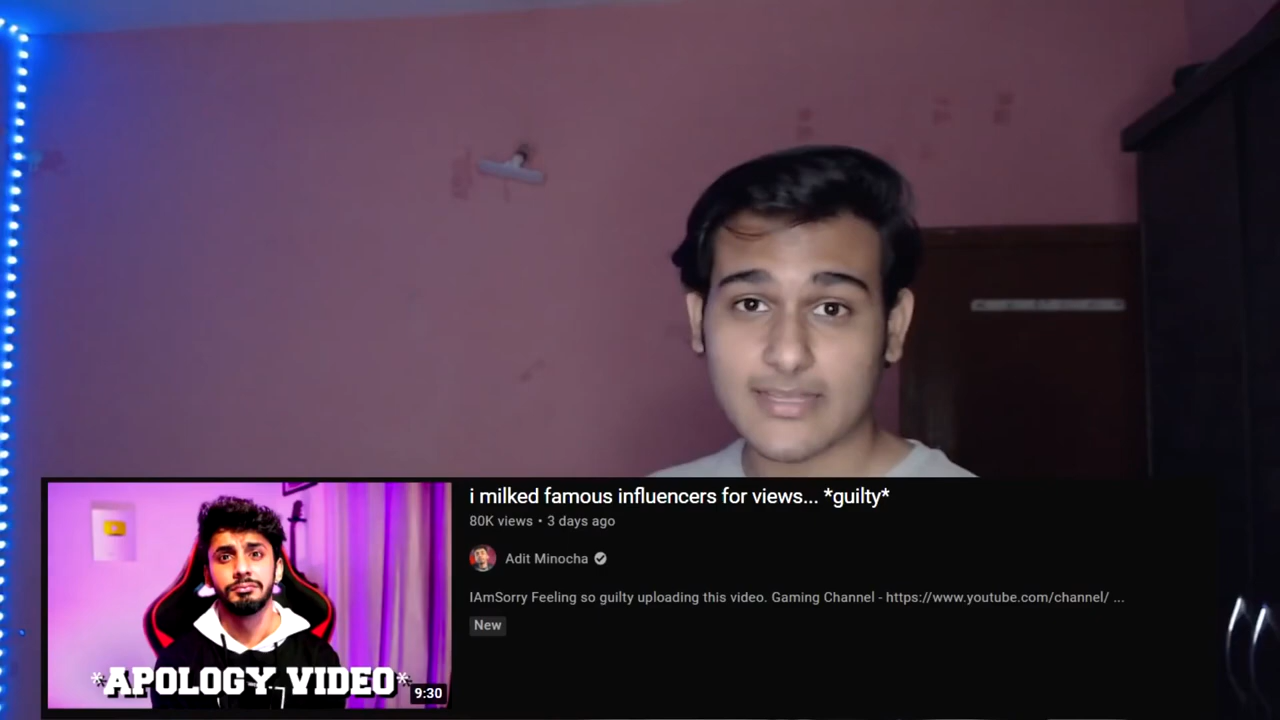 i milked famous influencers for views... *guilty*
80K views • 3 days ago
Adit Minocha
IAmSorry Feeling so guilty uploading this video. Gaming Channel - https://www.youtube.com/channel/ ...
New
*APOLOGY VIDEO*
9:30